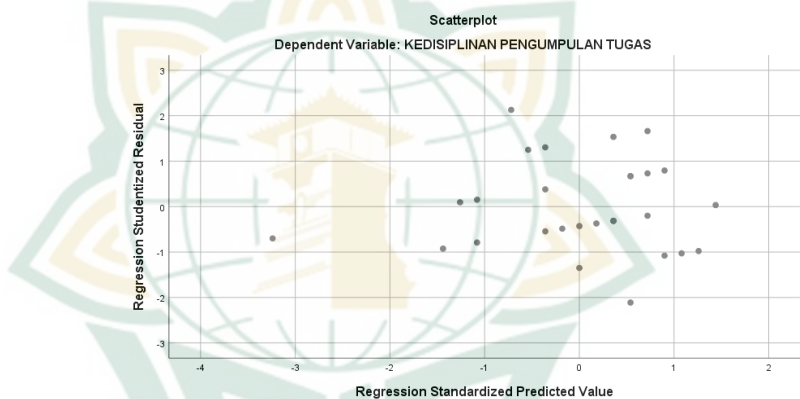 Scatterplot
Dependent Variable: KEDISIPLINAN PENGUMPULAN TUGAS
Regression Studentized Residual
3
2
1
0
-1
-2
-3
-4 -3 -2 -1 0 1 2
Regression Standardized Predicted Value